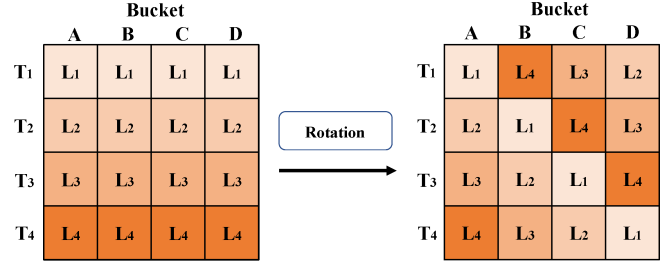 Bucket
A B C D
T1 L1 L1 L1 L1
T2 L2 L2 L2 L2
T3 L3 L3 L3 L3
T4 L4 L4 L4 L4
Rotation
Bucket
A B C D
T1 L1 L4 L3 L2
T2 L2 L1 L4 L3
T3 L3 L2 L1 L4
T4 L4 L3 L2 L1